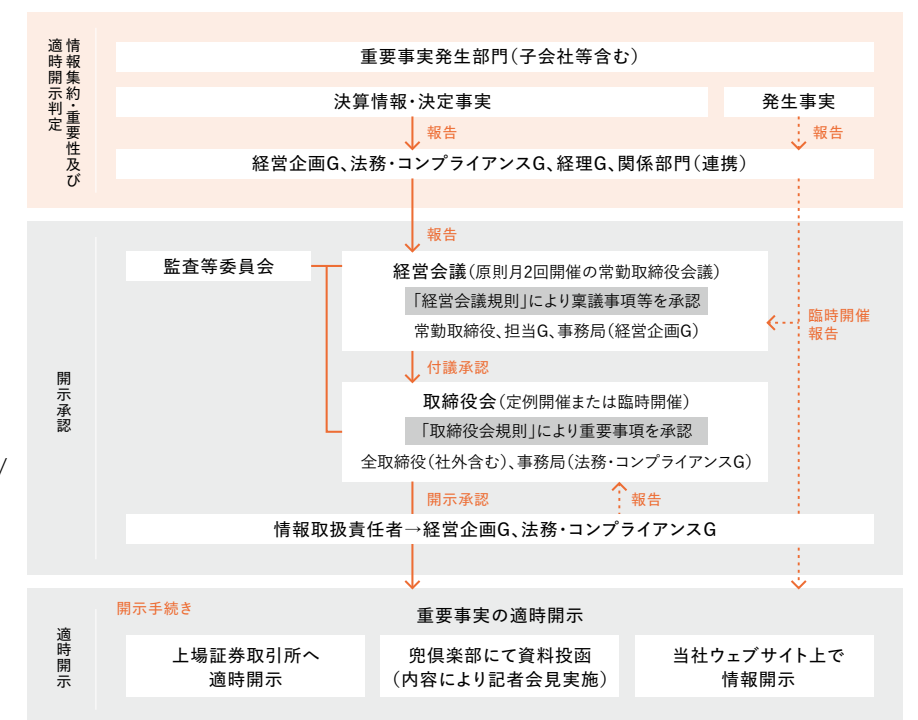 情報集約・重要性及び
適時開示判定
重要事実発生部門（子会社等含む）
決算情報・決定事実
発生事実
報告
報告
経営企画G、法務・コンプライアンスG、経理G、関係部門（連携）
開示承認
報告
監査等委員会
経営会議（原則月2回開催の常勤取締役会議）
「経営会議規則」により稟議事項等を承認
常勤取締役、担当G、事務局（経営企画G）
臨時開催
報告
付議承認
取締役会（定例開催または臨時開催）
「取締役会規則」により重要事項を承認
全取締役（社外含む）、事務局（法務・コンプライアンスG）
開示承認
報告
情報取扱責任者→経営企画G、法務・コンプライアンスG
/
適時開示
開示手続き
重要事実の適時開示
上場証券取引所へ
適時開示
兜倶楽部にて資料投函
（内容により記者会見実施）
当社ウェブサイト上で
情報開示